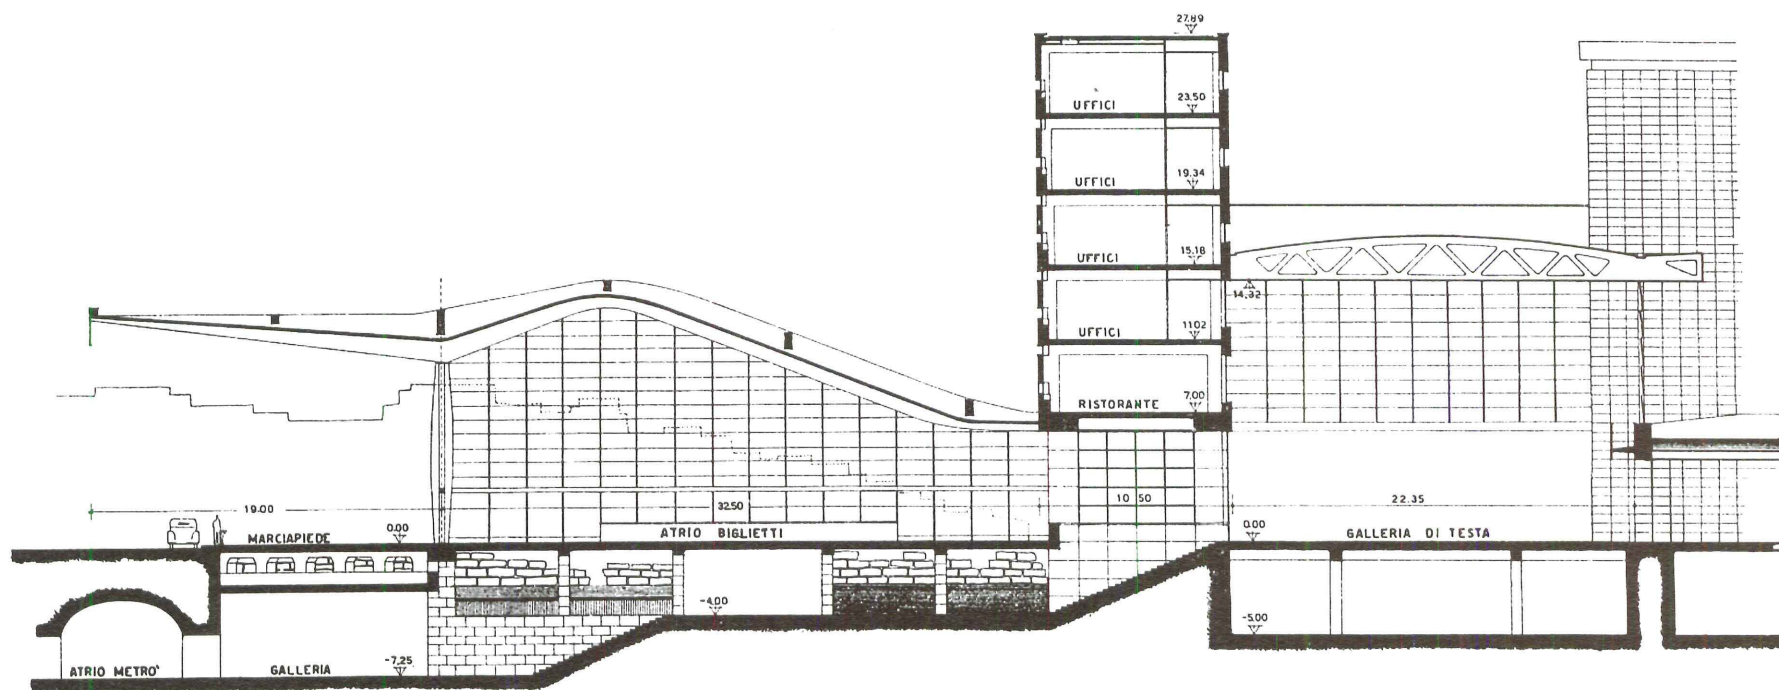 27.89
UFFICI 23.50
UFFICI 19.34
UFFICI 15.18
14.32
UFFICI 11.02
RISTORANTE 7.00
19.00 32.50 10.50 22.35
MARCIAPIEDE 0.00 ATRIO BIGLIETTI 0.00 GALLERIA DI TESTA
-4.00
-5.00
ATRIO METRO' GALLERIA -7.25